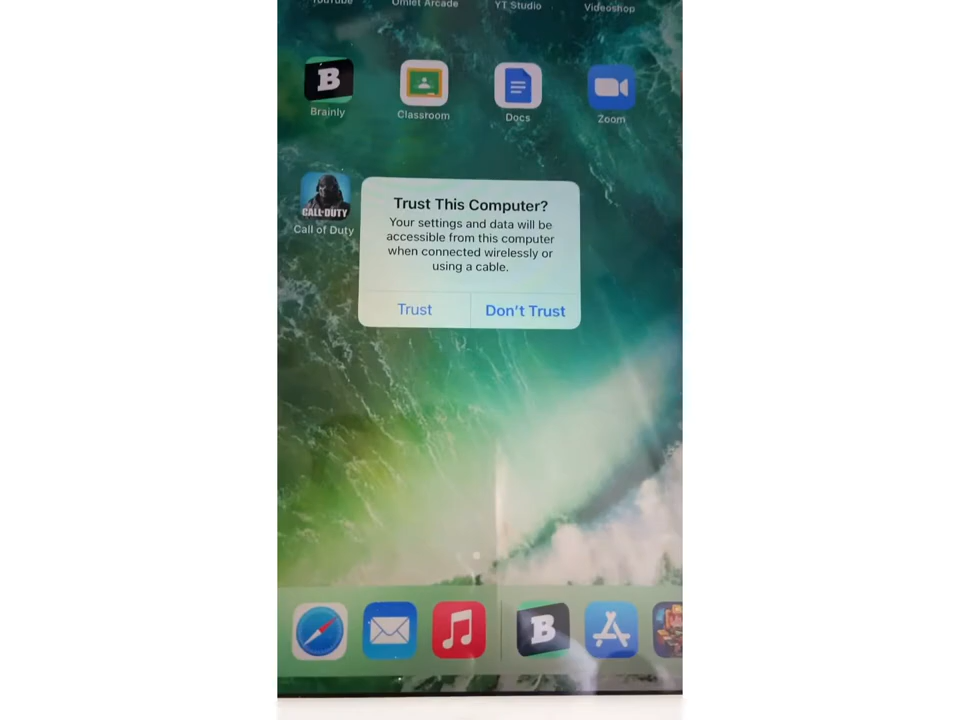 YouTube
Omlet Arcade
YT Studio
Videoshop
B
Brainly
Classroom
Docs
Zoom
CALL·DUTY
Call of Duty
Trust This Computer?
Your settings and data will be
accessible from this computer
when connected wirelessly or
using a cable.
Trust
Don't Trust
B